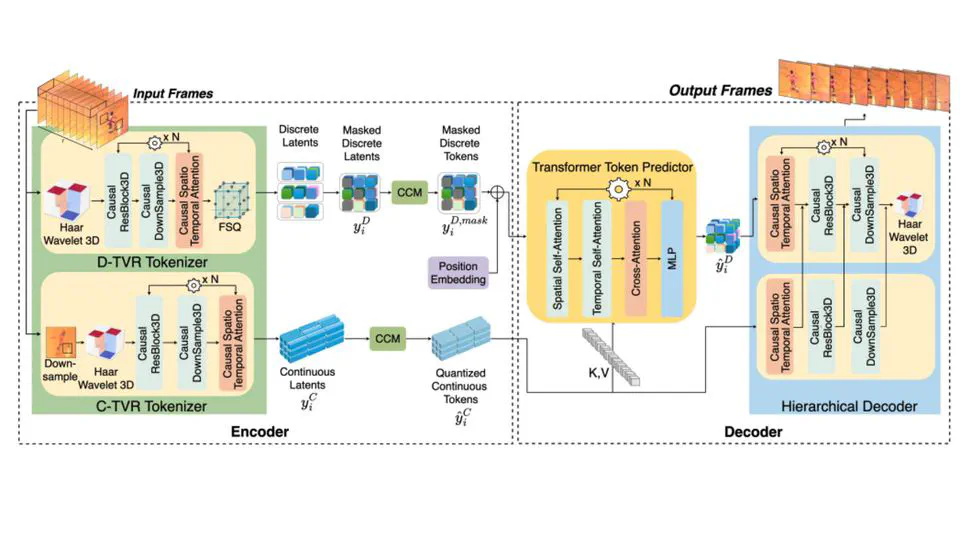 Input Frames
Output Frames
x N
Causal
ResBlock3D
Causal
DownSample3D
Causal Spatio
Temporal Attention
Haar
Wavelet 3D
FSQ
D-TVR Tokenizer
x N
Down-
sample
Haar
Wavelet 3D
Causal
ResBlock3D
Causal
DownSample3D
Causal Spatio
Temporal Attention
C-TVR Tokenizer
Discrete
Latents
Masked
Discrete
Latents
y_i^D
CCM
Masked
Discrete
Tokens
y_i^{D,mask}
Position
Embedding
Continuous
Latents
y_i^C
CCM
Quantized
Continuous
Tokens
ŷ_i^C
Encoder
Transformer Token Predictor
x N
Spatial Self-Attention
Temporal Self-Attention
Cross-Attention
MLP
K,V
ŷ_i^D
x N
Causal Spatio
Temporal Attention
Causal
ResBlock3D
Causal
DownSample3D
Haar
Wavelet
3D
Causal Spatio
Temporal Attention
Causal
ResBlock3D
Causal
DownSample3D
Hierarchical Decoder
Decoder